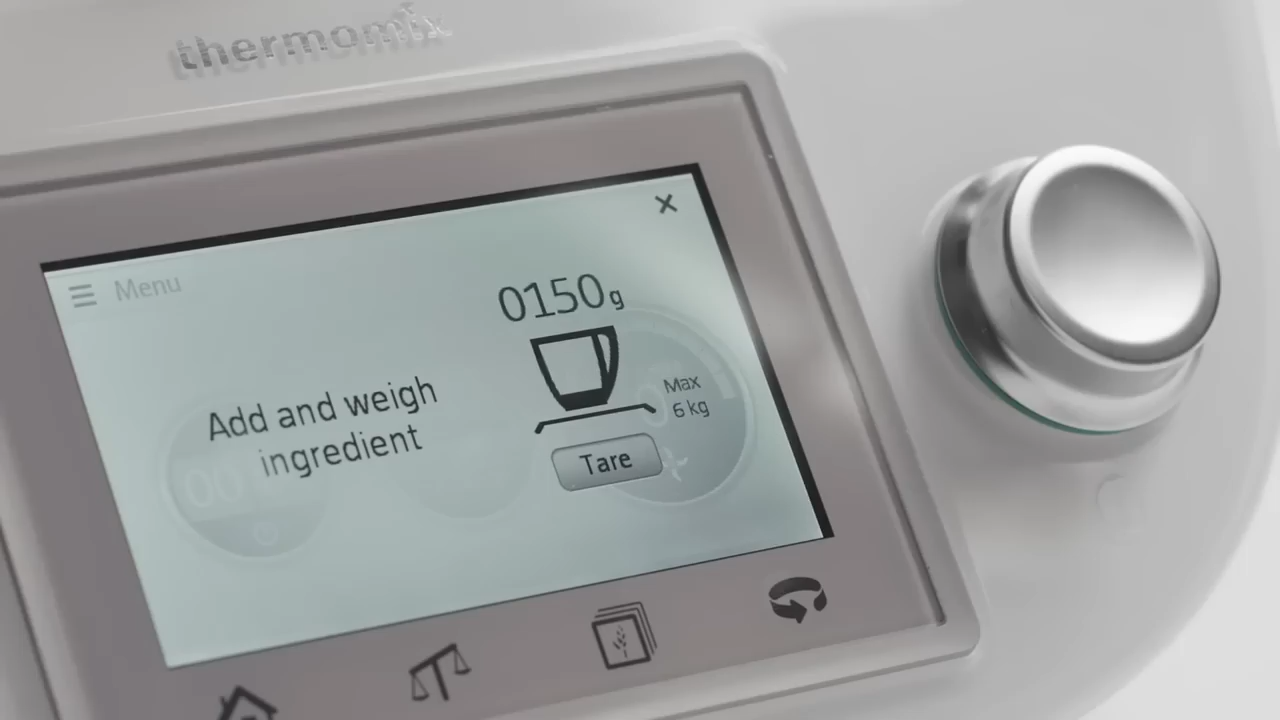 thermomix
Menu
0150g
Add and weigh
ingredient
Max
6 kg
Tare